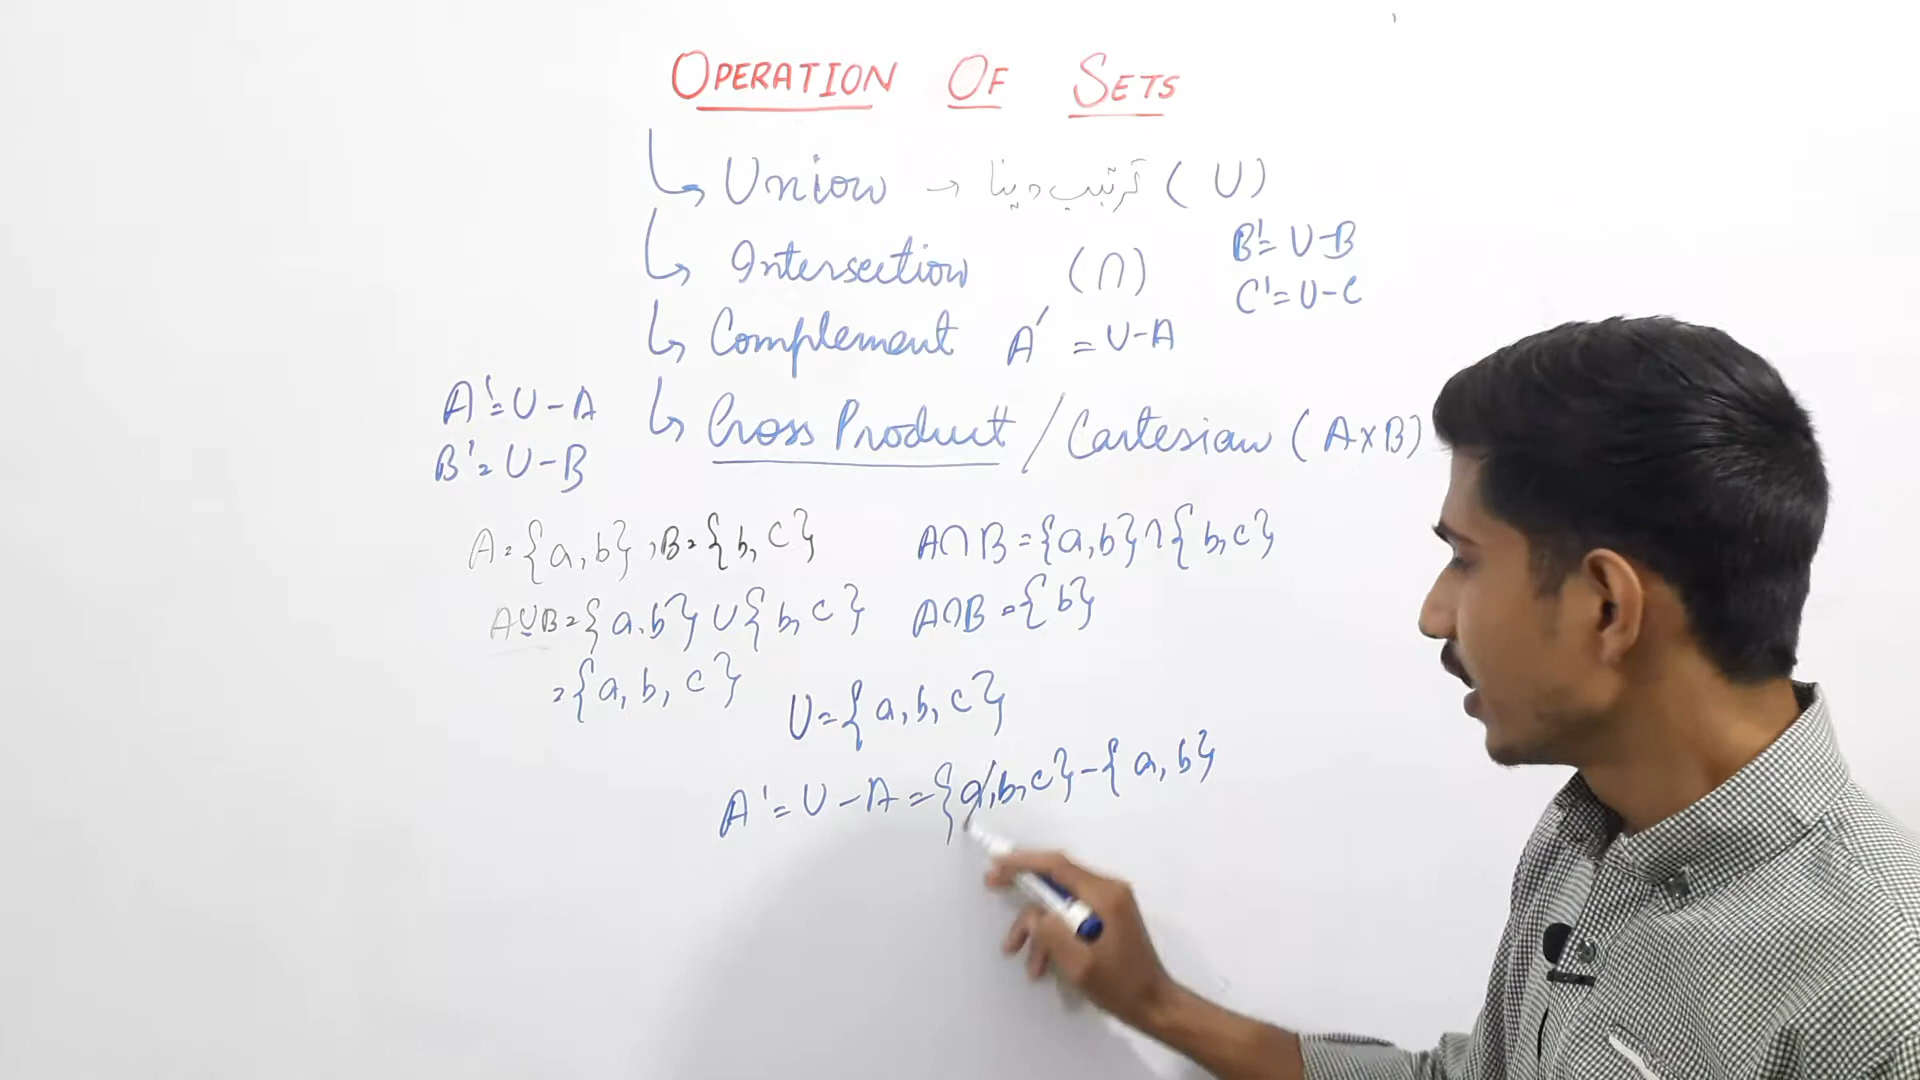 OPERATION OF SETS
↳ Union → ترتیب دینا ( ∪ )
↳ Intersection ( ∩ )
B' = U - B
C' = U - C
↳ Complement A' = U - A
↳ Cross Product / Cartesian ( A x B )
A' = U - A
B' = U - B
A = {a, b} , B = {b, c}
A∪B = {a, b} ∪ {b, c}
= {a, b, c}
A∩B = {a, b} ∩ {b, c}
A∩B = {b}
U = {a, b, c}
A' = U - A = {a, b, c} - {a, b}